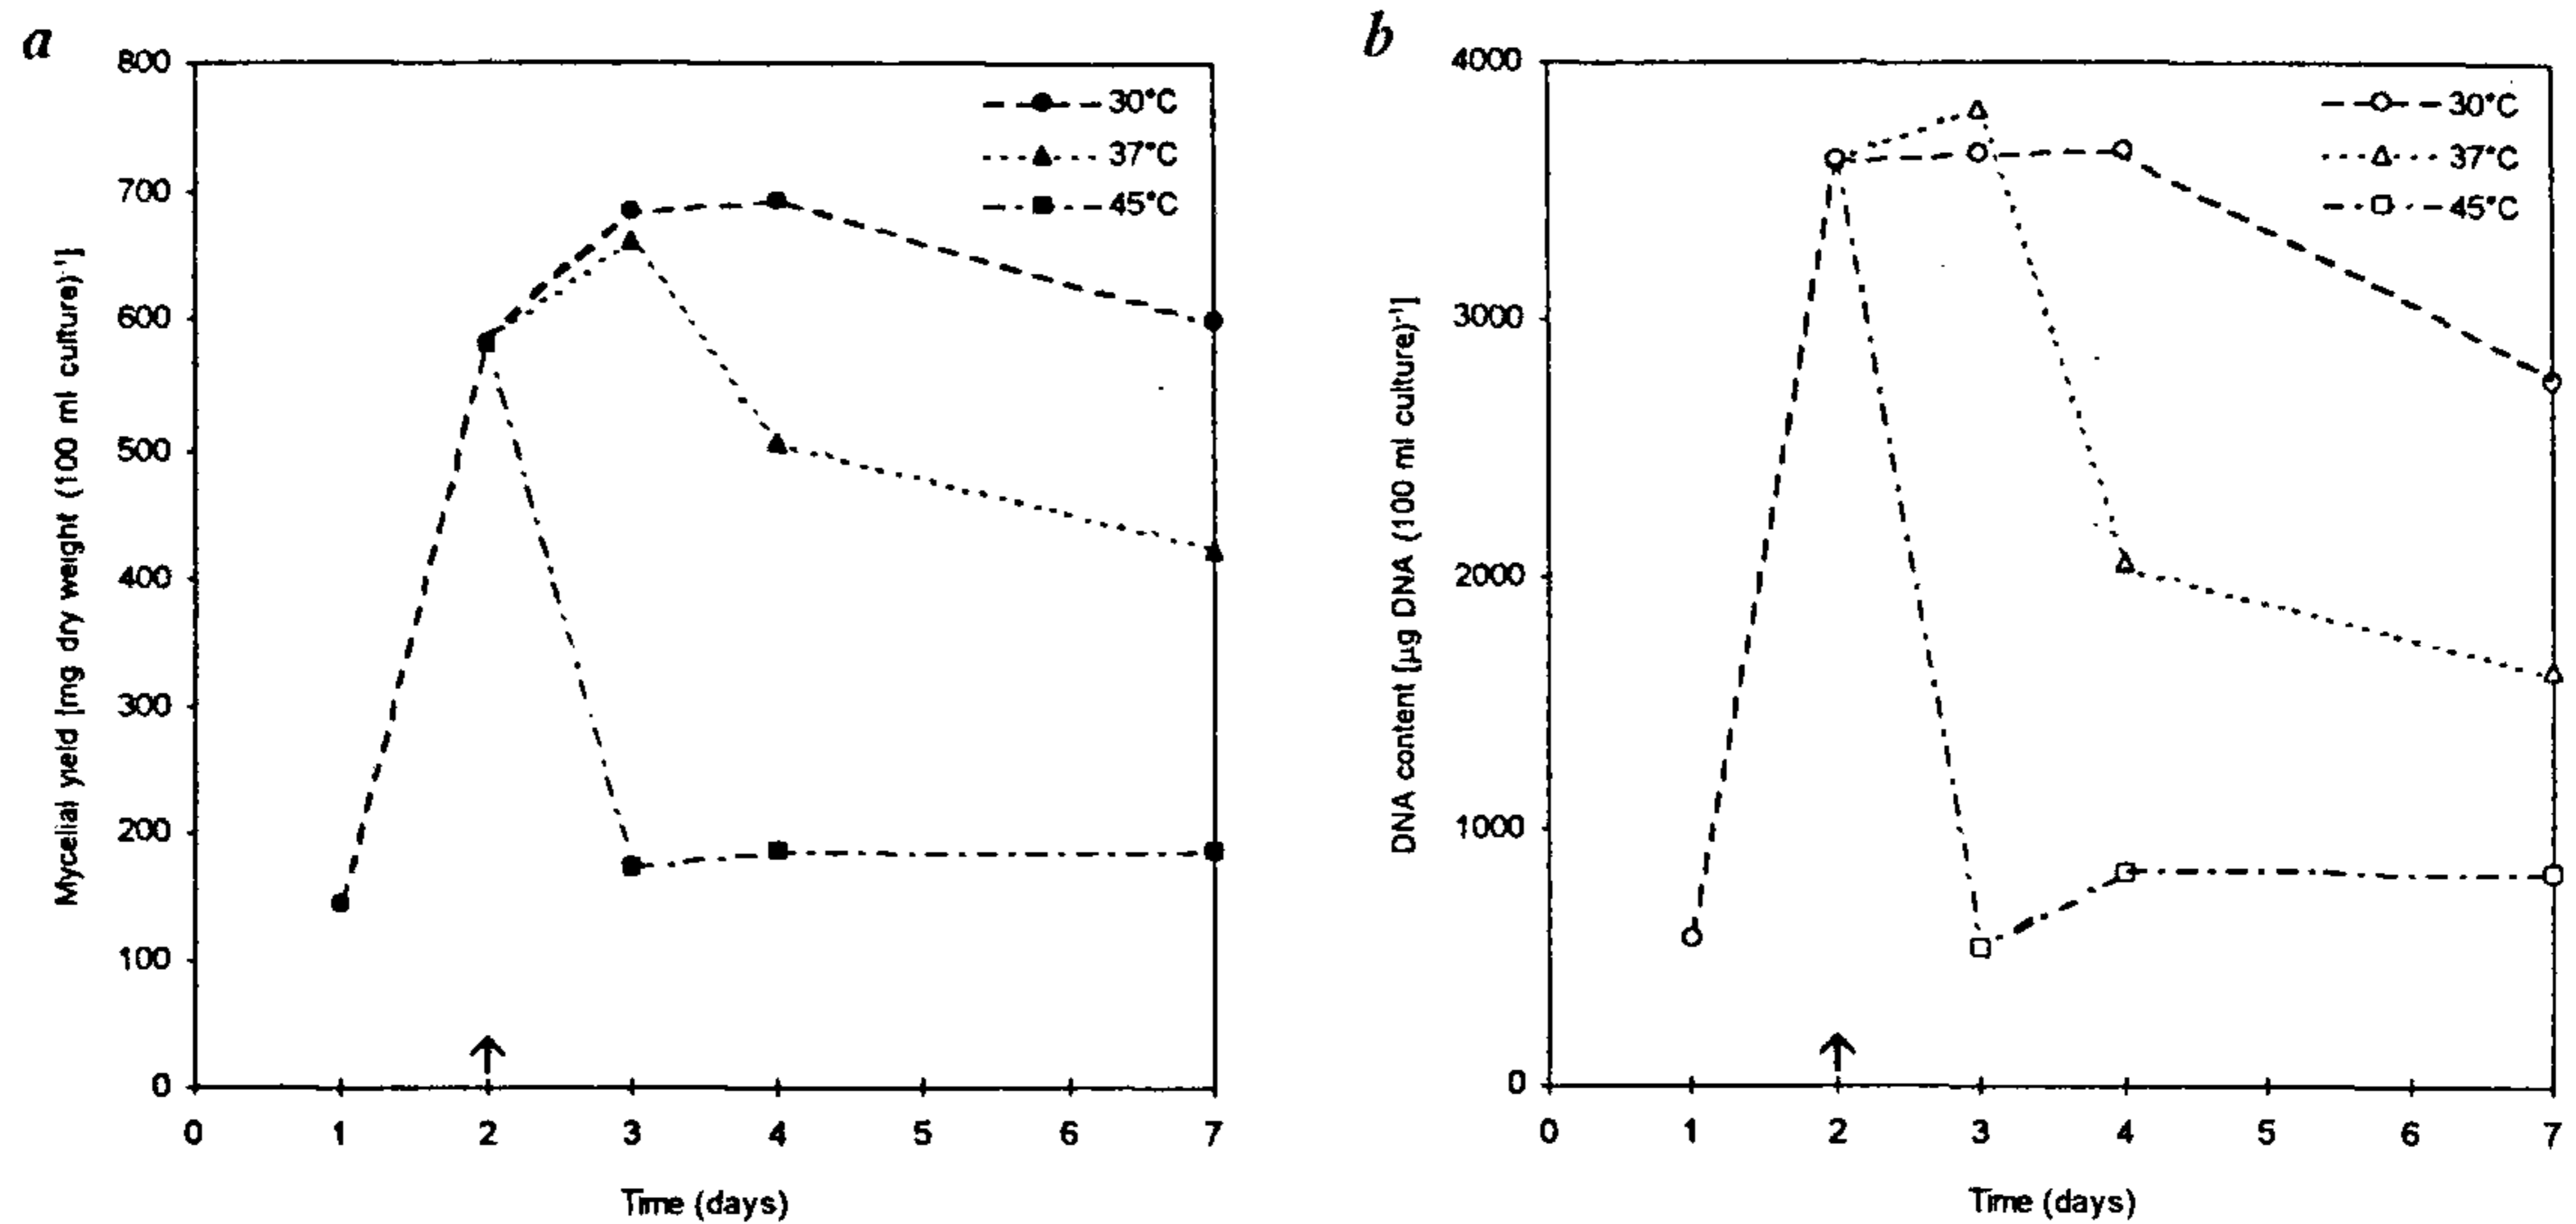 a
800
700
600
500
400
300
200
100
0
0 1 2 3 4 5 6 7
Time (days)
Mycelial yield [mg dry weight (100 ml culture)⁻¹]
30°C
37°C
45°C
b
4000
3000
2000
1000
0
0 1 2 3 4 5 6 7
Time (days)
DNA content [µg DNA (100 ml culture)⁻¹]
30°C
37°C
45°C